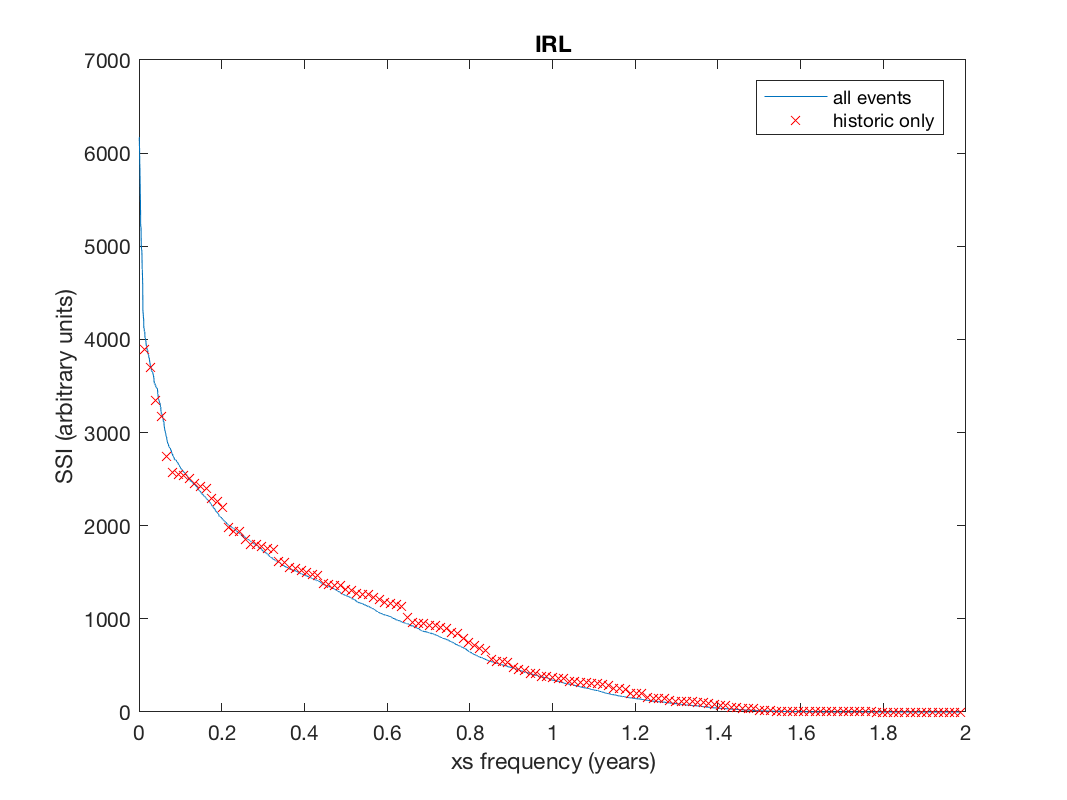 IRL
7000
6000
5000
4000
3000
2000
1000
0
SSI (arbitrary units)
all events
historic only
0 0.2 0.4 0.6 0.8 1 1.2 1.4 1.6 1.8 2
xs frequency (years)